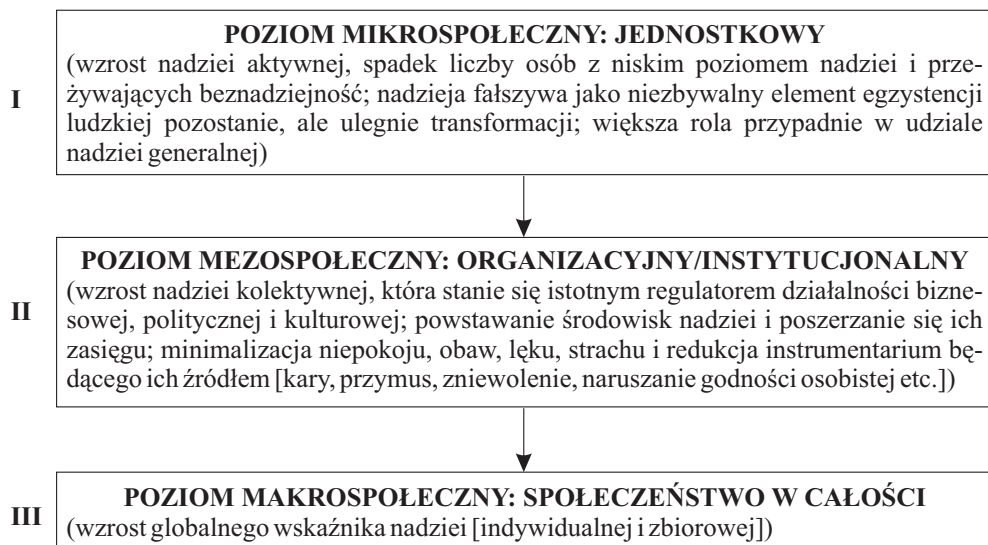 POZIOM MIKROSPOŁECZNY: JEDNOSTKOWY
(wzrost nadziei aktywnej, spadek liczby osób z niskim poziomem nadziei i prze-
I
żywających beznadziejność; nadzieja fałszywa jako niezbywalny element egzystencji
ludzkiej pozostanie, ale ulegnie transformacji; większa rola przypadnie w udziale
nadziei generalnej)
POZIOM MEZOSPOŁECZNY: ORGANIZACYJNY/INSTYTUCJONALNY
(wzrost nadziei kolektywnej, która stanie się istotnym regulatorem działalności bizne-
II
sowej, politycznej i kulturowej; powstawanie środowisk nadziei i poszerzanie się ich
zasięgu; minimalizacja niepokoju, obaw, lęku, strachu i redukcja instrumentarium bę-
dącego ich źródłem [kary, przymus, zniewolenie, naruszanie godności osobistej etc.])
III
POZIOM MAKROSPOŁECZNY: SPOŁECZEŃSTWO W CAŁOŚCI
(wzrost globalnego wskaźnika nadziei [indywidualnej i zbiorowej])